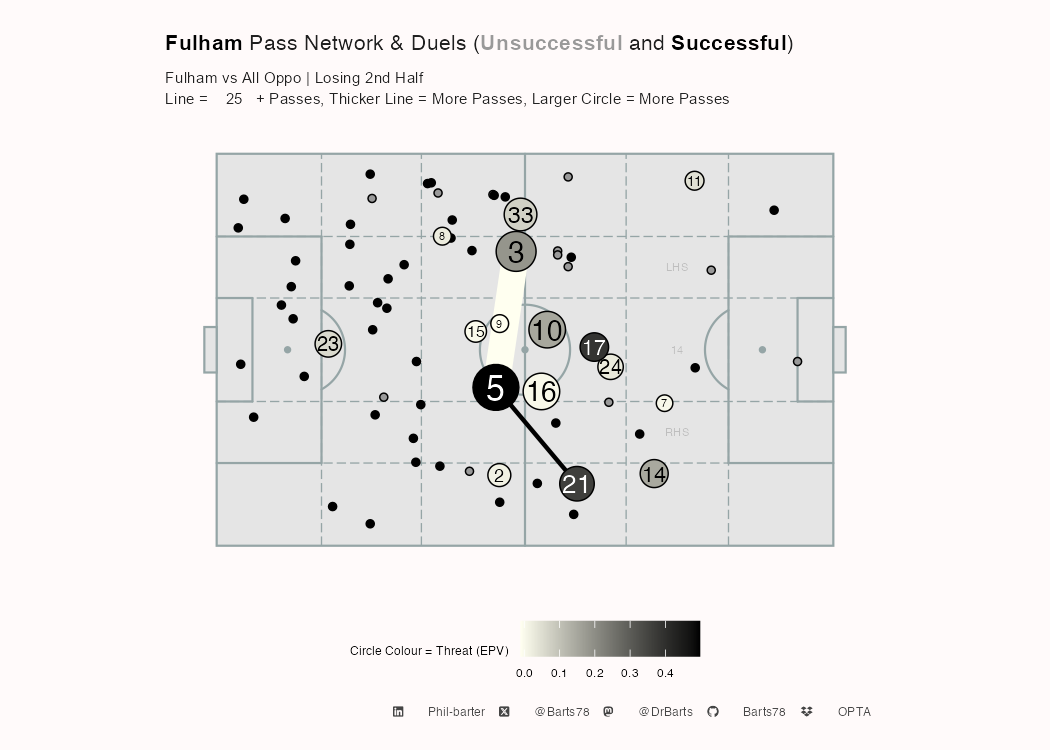 Fulham Pass Network & Duels (Unsuccessful and Successful)
Fulham vs All Oppo | Losing 2nd Half
Line = 25 + Passes, Thicker Line = More Passes, Larger Circle = More Passes
11
33
8
3
LHS
9
15
10
23
17
14
24
5
16
7
RHS
2
14
21
Circle Colour = Threat (EPV)
0.0 0.1 0.2 0.3 0.4
Phil-barter @Barts78 @DrBarts Barts78 OPTA